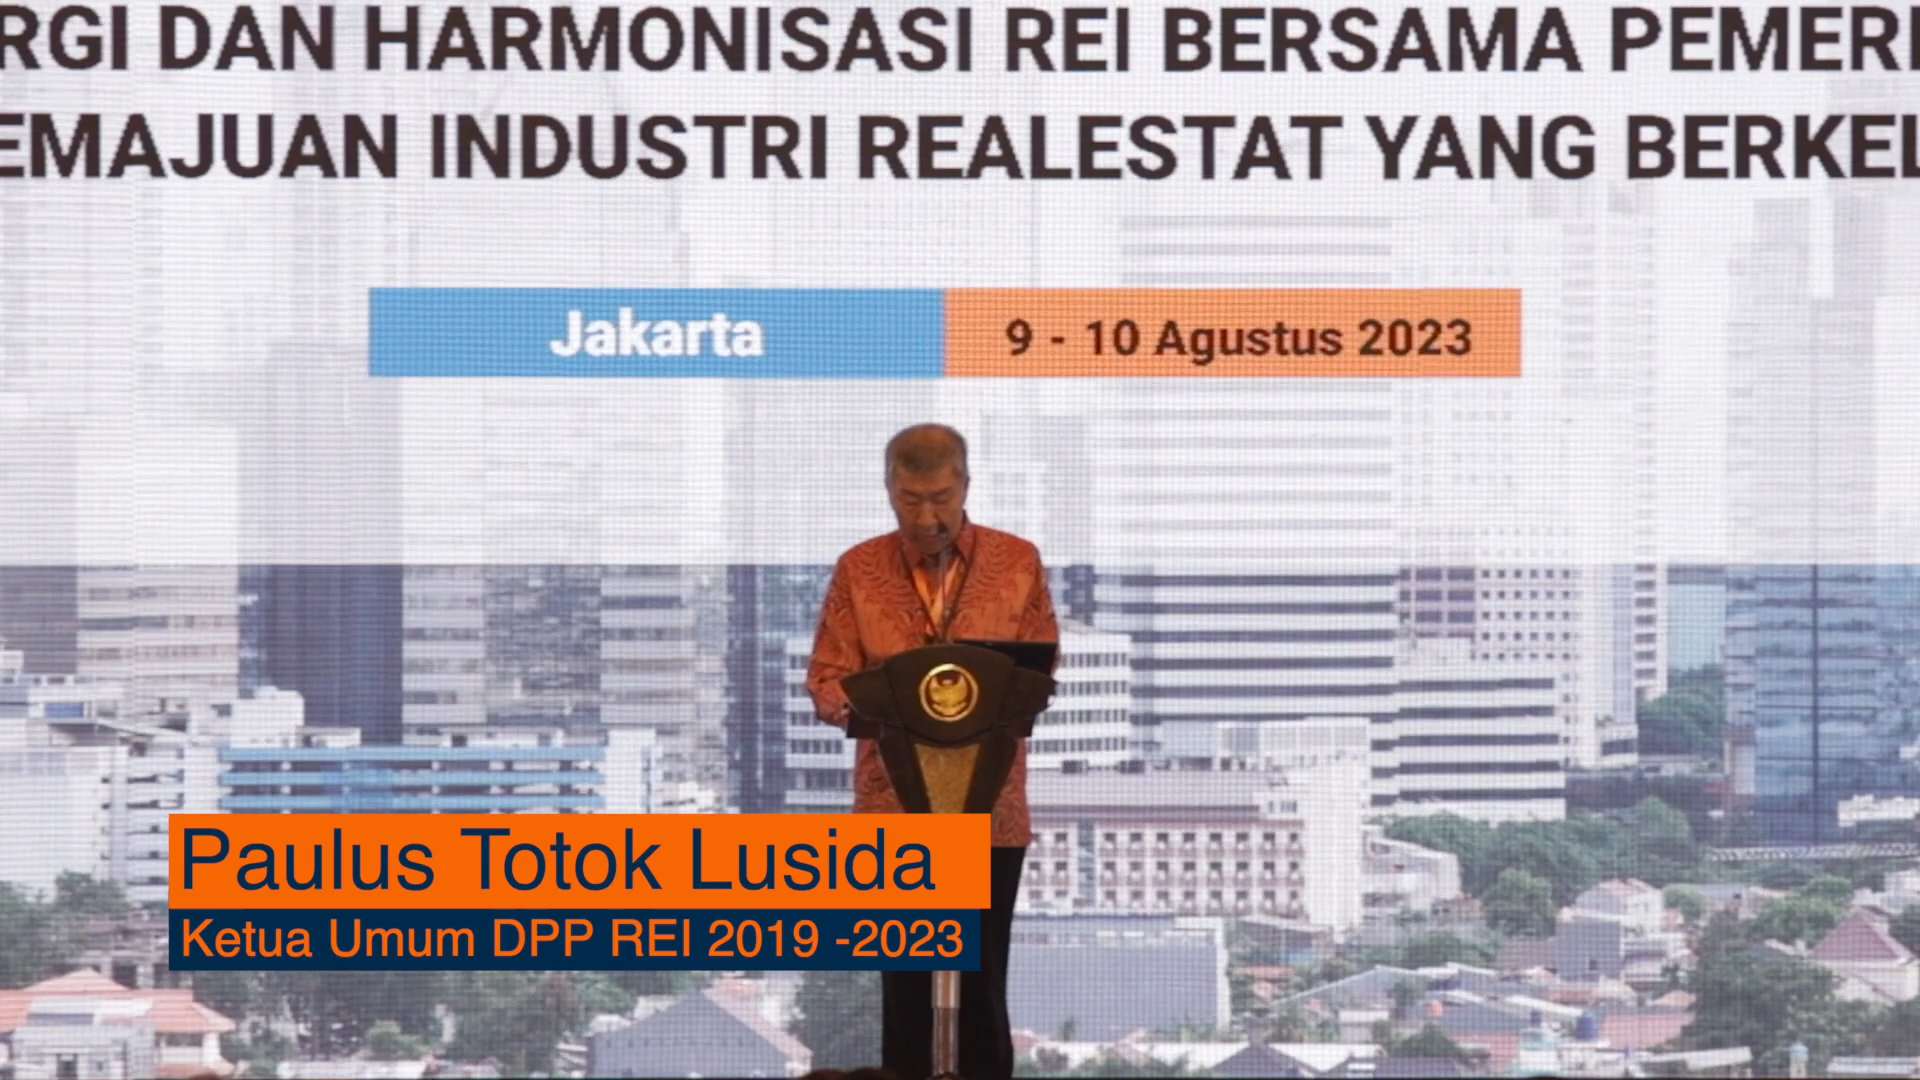 RGI DAN HARMONISASI REI BERSAMA PEMERI
EMAJUAN INDUSTRI REALESTAT YANG BERKEL
Jakarta
9 - 10 Agustus 2023
Paulus Totok Lusida
Ketua Umum DPP REI 2019 -2023